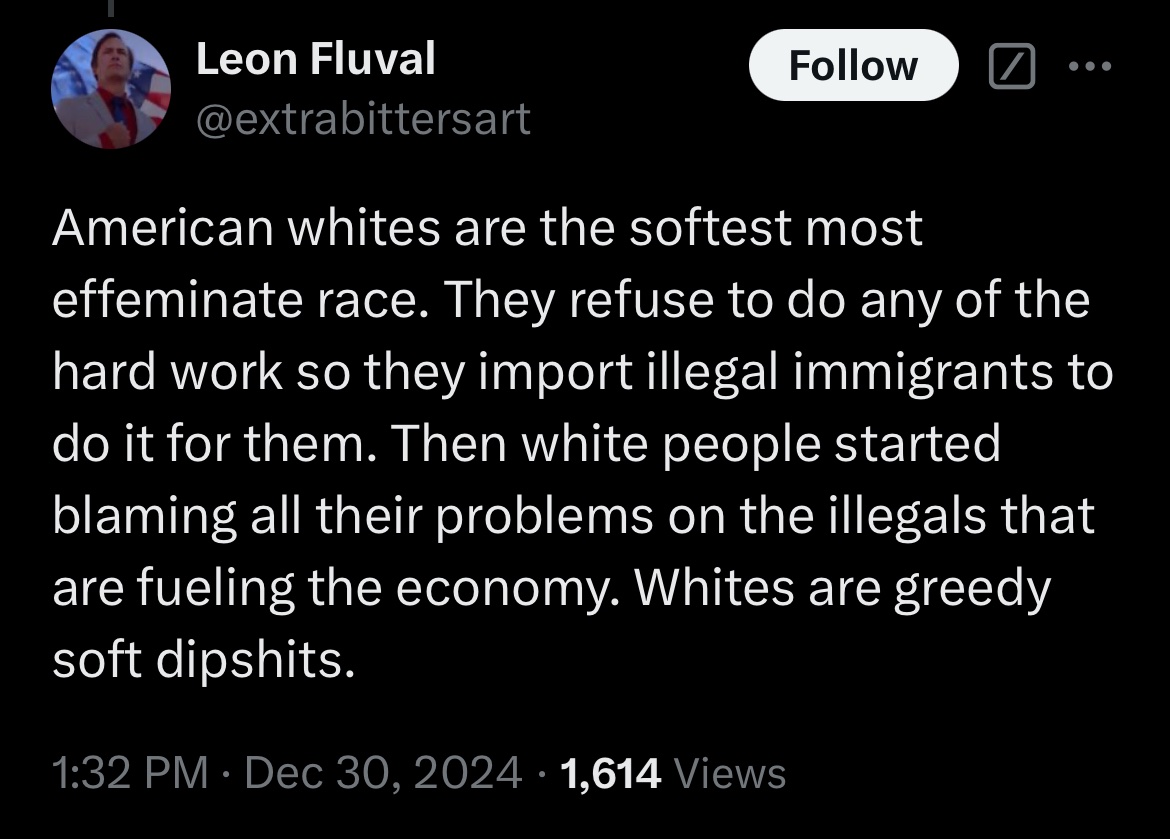 Leon Fluval
Follow
@extrabittersart
American whites are the softest most
effeminate race. They refuse to do any of the
hard work so they import illegal immigrants to
do it for them. Then white people started
blaming all their problems on the illegals that
are fueling the economy. Whites are greedy
soft dipshits.
1:32 PM · Dec 30, 2024 · 1,614 Views